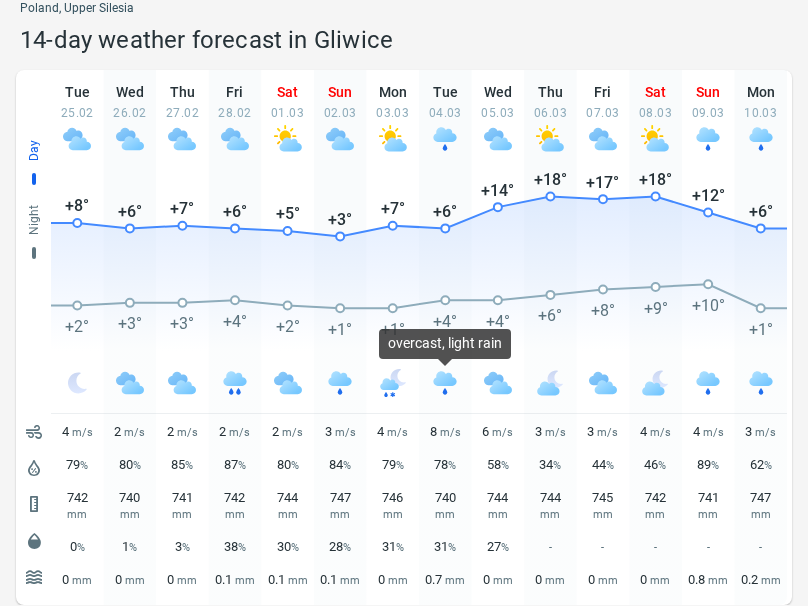 Poland, Upper Silesia
14-day weather forecast in Gliwice
Tue Wed Thu Fri Sat Sun Mon Tue Wed Thu Fri Sat Sun Mon
25.02 26.02 27.02 28.02 01.03 02.03 03.03 04.03 05.03 06.03 07.03 08.03 09.03 10.03
Day
+8° +6° +7° +6° +5° +3° +7° +6° +14° +18° +17° +18° +12° +6°
Night
+2° +3° +3° +4° +2° +1° +1° +4° +4° +6° +8° +9° +10° +1°
overcast, light rain
4 m/s 2 m/s 2 m/s 2 m/s 2 m/s 3 m/s 4 m/s 8 m/s 6 m/s 3 m/s 3 m/s 4 m/s 4 m/s 3 m/s
79% 80% 85% 87% 80% 84% 79% 78% 58% 34% 44% 46% 89% 62%
742 740 741 742 744 747 746 740 744 744 745 742 741 747
mm mm mm mm mm mm mm mm mm mm mm mm mm mm
0% 1% 3% 38% 30% 28% 31% 31% 27% - - - - -
0 mm 0 mm 0 mm 0.1 mm 0.1 mm 0.1 mm 0 mm 0.7 mm 0 mm 0 mm 0 mm 0 mm 0.8 mm 0.2 mm